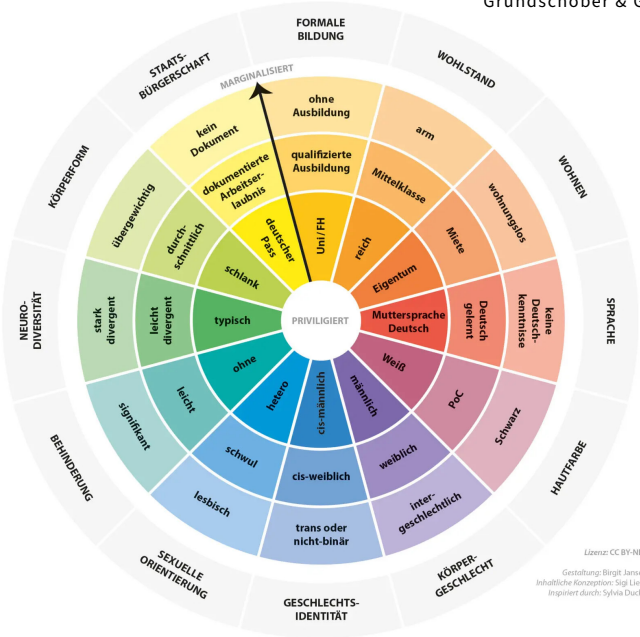 Grundschober & G
FORMALE
BILDUNG
WOHLSTAND
WOHNEN
SPRACHE
HAUTFARBE
KÖRPER-
GESCHLECHT
GESCHLECHTS-
IDENTITÄT
SEXUELLE
ORIENTIERUNG
BEHINDERUNG
NEURO-
DIVERSITÄT
KÖRPERFORM
STAATS-
BÜRGERSCHAFT
MARGINALISIERT
ohne
Ausbildung
qualifizierte
Ausbildung
Uni / FH
arm
Mittelklasse
reich
wohnungslos
Miete
Eigentum
keine
Deutsch-
kenntnisse
Deutsch
gelernt
Muttersprache
Deutsch
Schwarz
PoC
Weiß
inter-
geschlechtlich
weiblich
männlich
trans oder
nicht-binär
cis-weiblich
cis-männlich
lesbisch
schwul
hetero
signifikant
leicht
ohne
stark
divergent
leicht
divergent
typisch
übergewichtig
durch-
schnittlich
schlank
kein
Dokument
dokumentierte
Arbeitser-
laubnis
deutscher
Pass
PRIVILIGIERT
Lizenz: CC BY-N
Gestaltung: Birgit Jans
Inhaltliche Konzeption: Sigi Lie
Inspiriert durch: Sylvia Duc